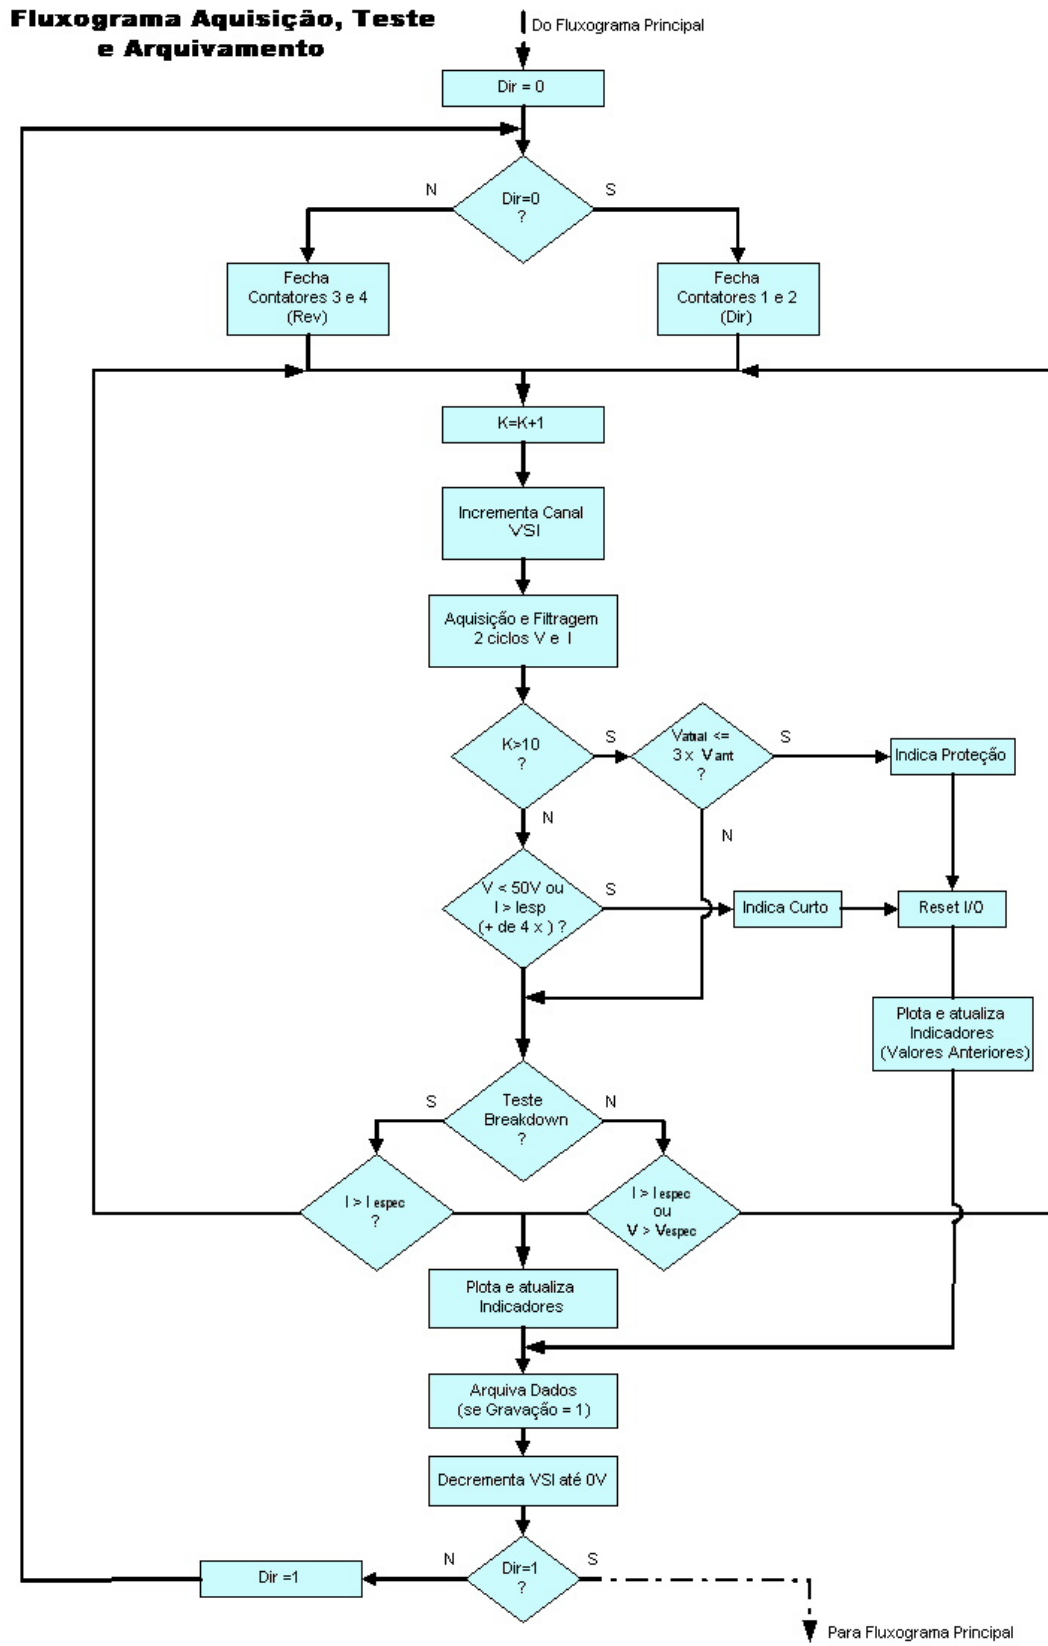 Fluxograma Aquisição, Teste
e Arquivamento
Do Fluxograma Principal
Dir = 0
Dir=0
?
N
S
Fecha
Contatores 3 e 4
(Rev)
Fecha
Contatores 1 e 2
(Dir)
K=K+1
Incrementa Canal
VSI
Aquisição e Filtragem
2 ciclos V e I
K>10
?
S
N
Vatual <=
3 x Vant
?
S
N
Indica Proteção
V < 50V ou
I > Iesp
(+ de 4 x ) ?
S
Indica Curto
Reset I/O
Plota e atualiza
Indicadores
(Valores Anteriores)
Teste
Breakdown
?
S
N
I > I espec
?
I > I espec
ou
V > Vespec
Plota e atualiza
Indicadores
Arquiva Dados
(se Gravação = 1)
Decrementa VSI até 0V
Dir=1
?
N
S
Dir =1
Para Fluxograma Principal